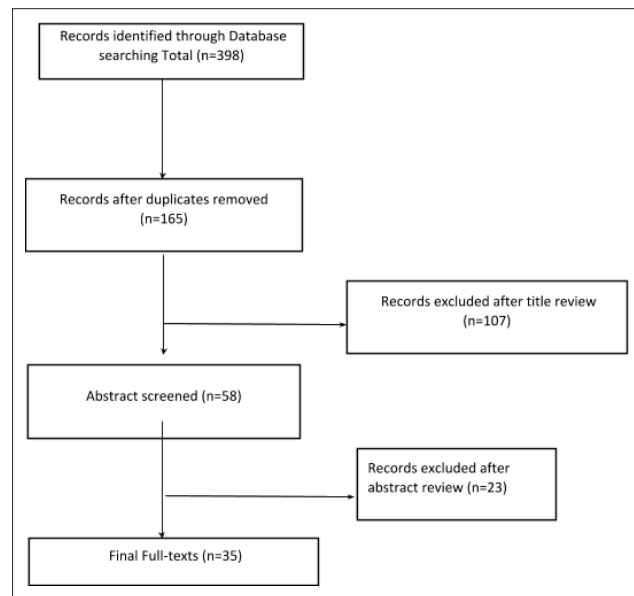 Records identified through Database
searching Total (n=398)
Records after duplicates removed
(n=165)
Records excluded after title review
(n=107)
Abstract screened (n=58)
Records excluded after
abstract review (n=23)
Final Full-texts (n=35)